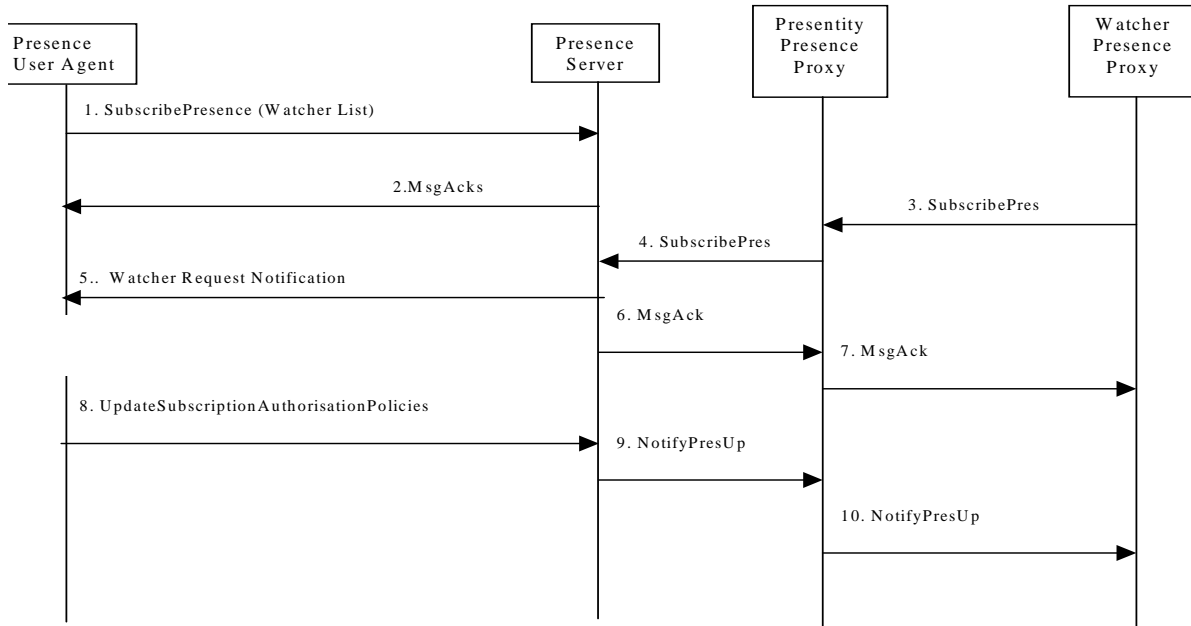 Presence
User Agent
Presence
Server
Presentity
Presence
Proxy
Watcher
Presence
Proxy
1. SubscribePresence (Watcher List)
2.MsgAcks
3. SubscribePres
4. SubscribePres
5.. Watcher Request Notification
6. MsgAck
7. MsgAck
8. UpdateSubscriptionAuthorisationPolicies
9. NotifyPresUp
10. NotifyPresUp